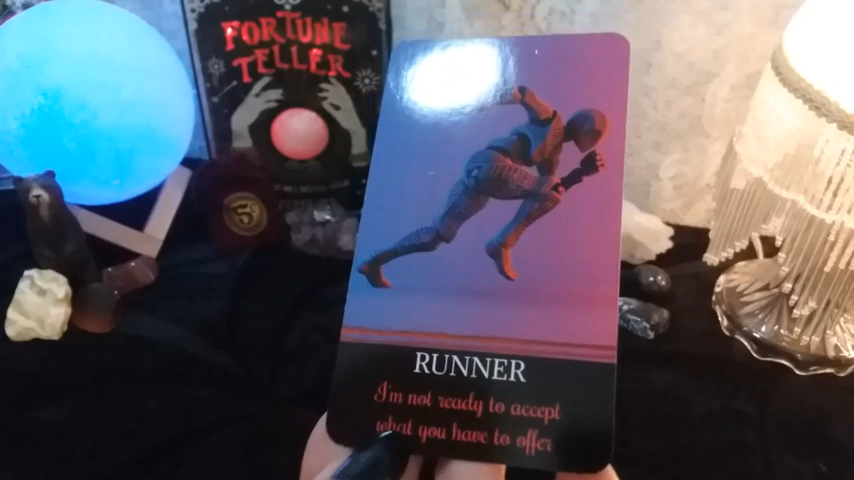 FORTUNE
TELLER
RUNNER
I'm not ready to accept
what you have to offer